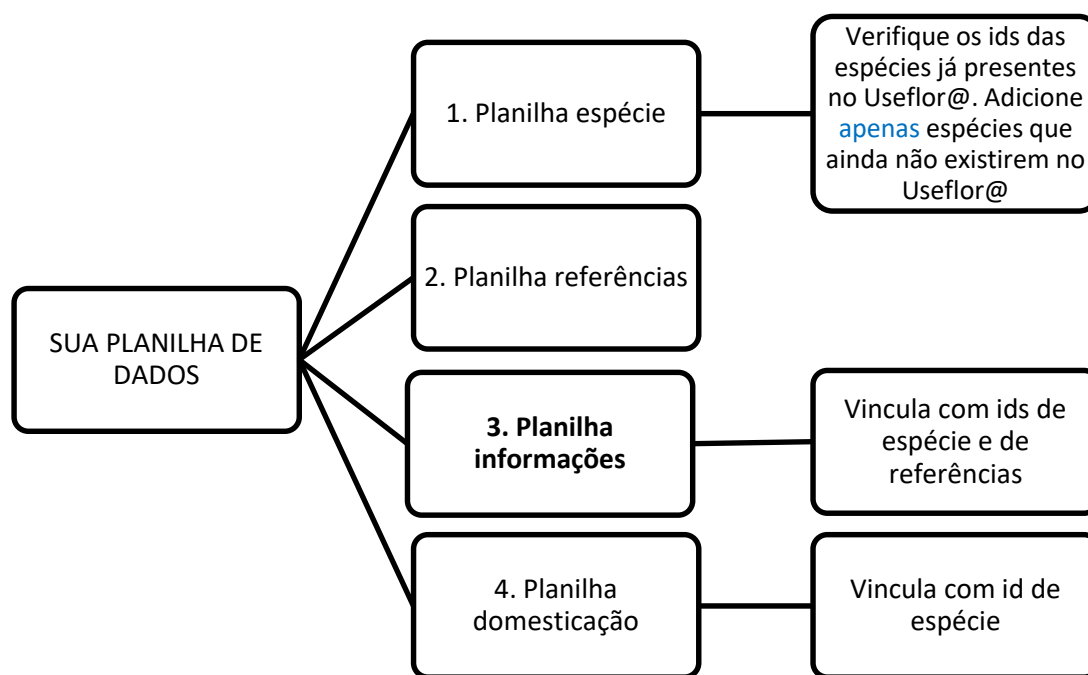 SUA PLANILHA DE
DADOS
1. Planilha espécie
Verifique os ids das
espécies já presentes
no Useflor@. Adicione
apenas espécies que
ainda não existirem no
Useflor@
2. Planilha referências
3. Planilha
informações
Vincula com ids de
espécie e de
referências
4. Planilha
domesticação
Vincula com id de
espécie